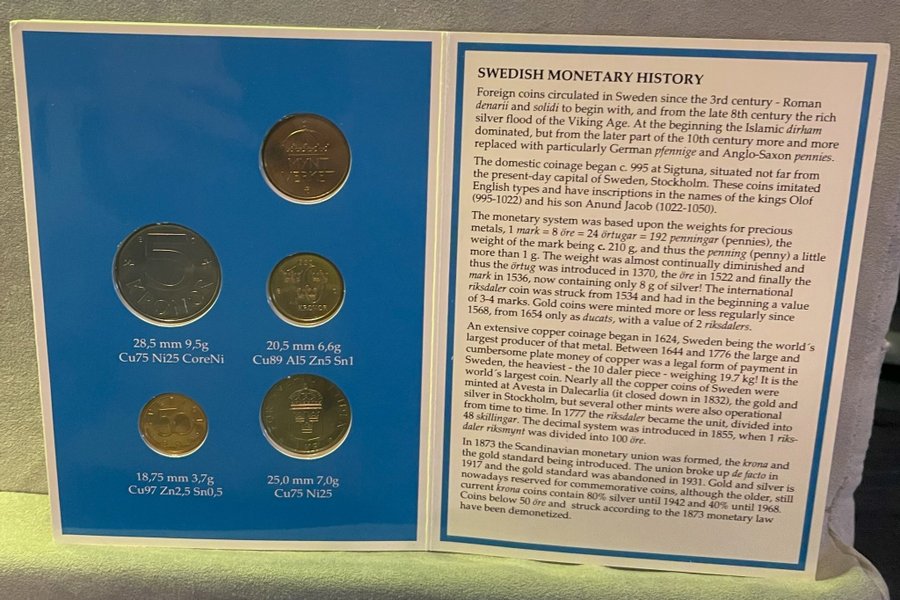 MYNT
VERKET
5
KRONOR
KRONOR
28,5 mm 9,5g
Cu75 Ni25 CoreNi
20,5 mm 6,6g
Cu89 Al5 Zn5 Sn1
50
18,75 mm 3,7g
Cu97 Zn2,5 Sn0,5
25,0 mm 7,0g
Cu75 Ni25
SWEDISH MONETARY HISTORY
Foreign coins circulated in Sweden since the 3rd century - Roman
denarii and solidi to begin with, and from the late 8th century the rich
silver flood of the Viking Age. At the beginning the Islamic dirham
dominated, but from the later part of the 10th century more and more
replaced with particularly German pfennige and Anglo-Saxon pennies.
The domestic coinage began c. 995 at Sigtuna, situated not far from
the present-day capital of Sweden, Stockholm. These coins imitated
English types and have inscriptions in the names of the kings Olof
(995-1022) and his son Anund Jacob (1022-1050).
The monetary system was based upon the weights for precious
metals, 1 mark = 8 öre = 24 örtugar = 192 penningar (pennies), the
weight of the mark being c. 210 g, and thus the penning (penny) a little
more than 1 g. The weight was almost continually diminished and
thus the örtug was introduced in 1370, the öre in 1522 and finally the
mark in 1536, now containing only 8 g of silver! The international
riksdaler coin was struck from 1534 and had in the beginning a value
of 3-4 marks. Gold coins were minted more or less regularly since
1568, from 1654 only as ducats, with a value of 2 riksdalers.
An extensive copper coinage began in 1624, Sweden being the world´s
largest producer of that metal. Between 1644 and 1776 the large and
cumbersome plate money of copper was a legal form of payment in
Sweden, the heaviest - the 10 daler piece - weighing 19.7 kg! It is the
world´s largest coin. Nearly all the copper coins of Sweden were
minted at Avesta in Dalecarlia (it closed down in 1832), the gold and
silver in Stockholm, but several other mints were also operational
from time to time. In 1777 the riksdaler became the unit, divided into
48 skillingar. The decimal system was introduced in 1855, when 1 riks-
daler riksmynt was divided into 100 öre.
In 1873 the Scandinavian monetary union was formed, the krona and
the gold standard being introduced. The union broke up de facto in
1917 and the gold standard was abandoned in 1931. Gold and silver is
nowadays reserved for commemorative coins, although the older, still
current krona coins contain 80% silver until 1942 and 40% until 1968.
Coins below 50 öre and struck according to the 1873 monetary law
have been demonetized.